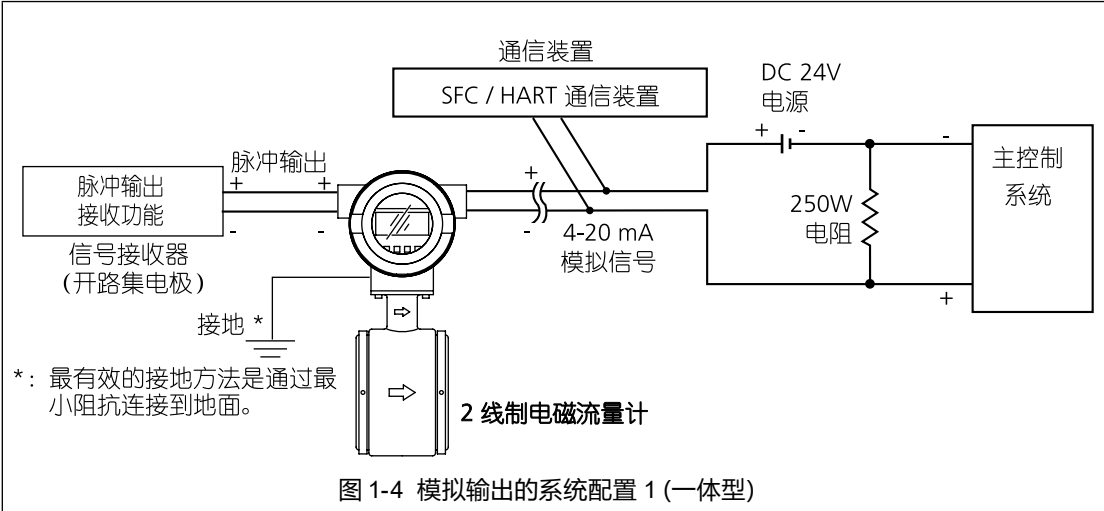 通信装置
SFC / HART 通信装置
DC 24V
电源
+ -
脉冲输出
+ +
- -
脉冲输出
接收功能
信号接收器
(开路集电极)
+
-
4-20 mA
模拟信号
250W
电阻
-
+
主控制
系统
接地 *
*: 最有效的接地方法是通过最
小阻抗连接到地面。
2 线制电磁流量计
图 1-4 模拟输出的系统配置 1 (一体型)